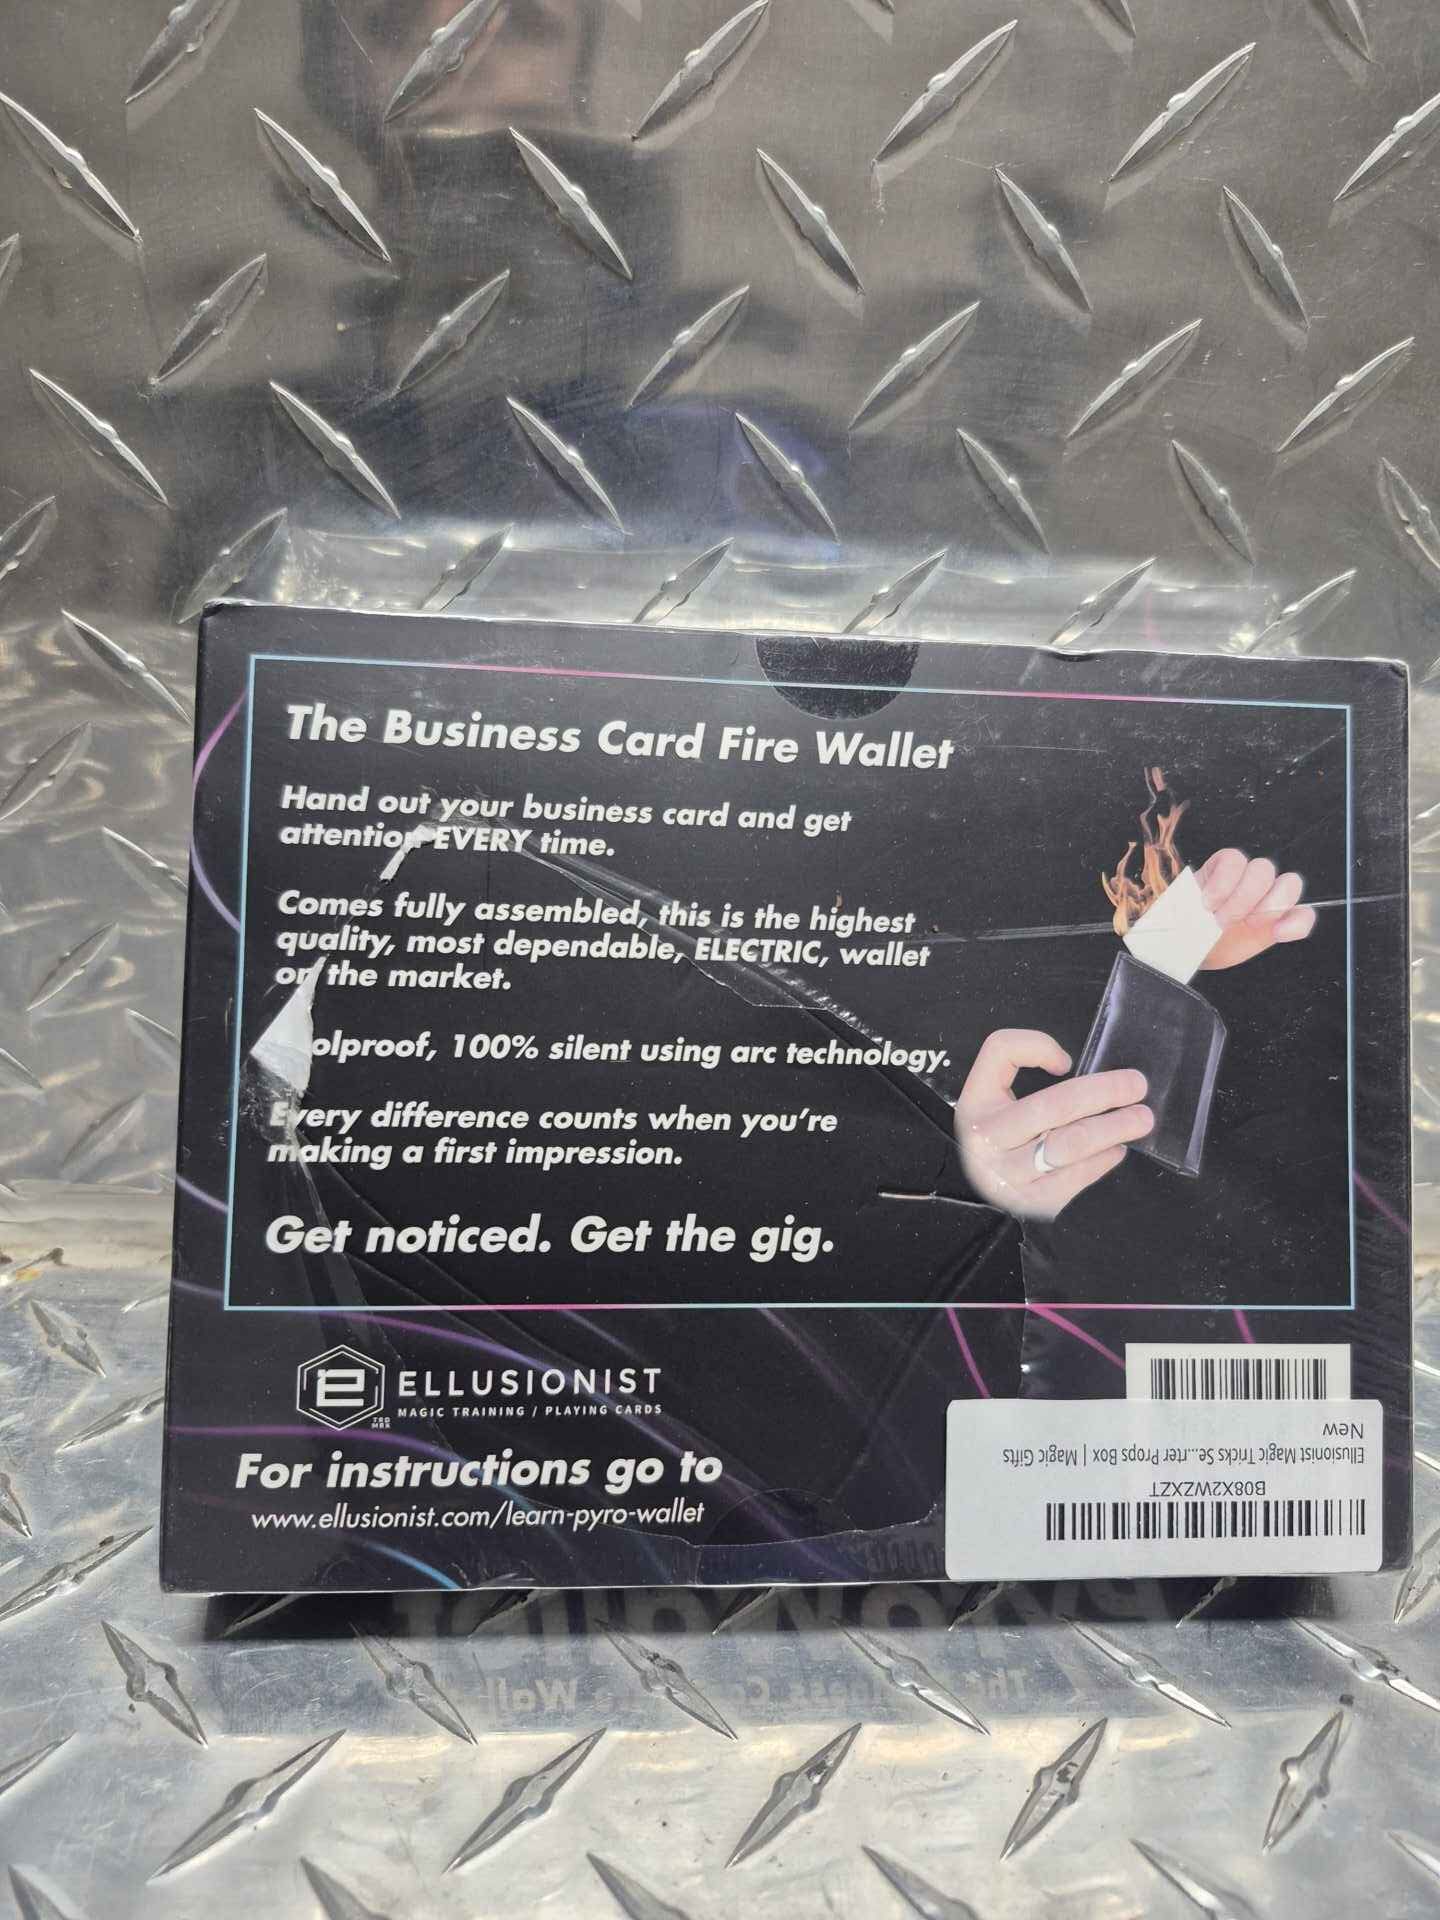 The Business Card Fire Wallet
Hand out your business card and get
attention EVERY time.
Comes fully assembled, this is the highest
quality, most dependable, ELECTRIC, wallet
on the market.
olproof, 100% silent using arc technology.
Every difference counts when you're
making a first impression.
Get noticed. Get the gig.
ELLUSIONIST
TRD
MRK
MAGIC TRAINING / PLAYING CARDS
For instructions go to
www.ellusionist.com/learn-pyro-wallet
B08X2WZXZT
Ellusionist Magic Tricks Se...rter Props Box | Magic Gifts
New